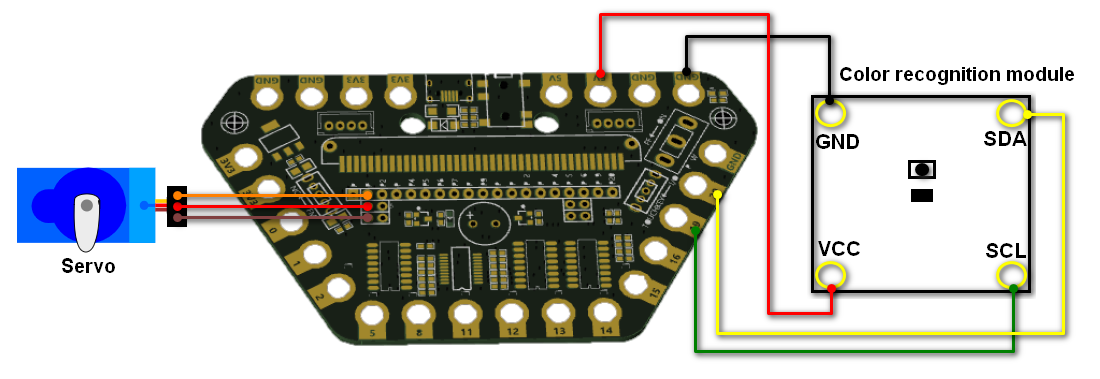 GND
GND
3V3
3V3
5V
5V
GND
GND
Color recognition module
GND
SDA
3V3
GND
0
1
2
16
15
VCC
SCL
Servo
5
8
11
12
13
14